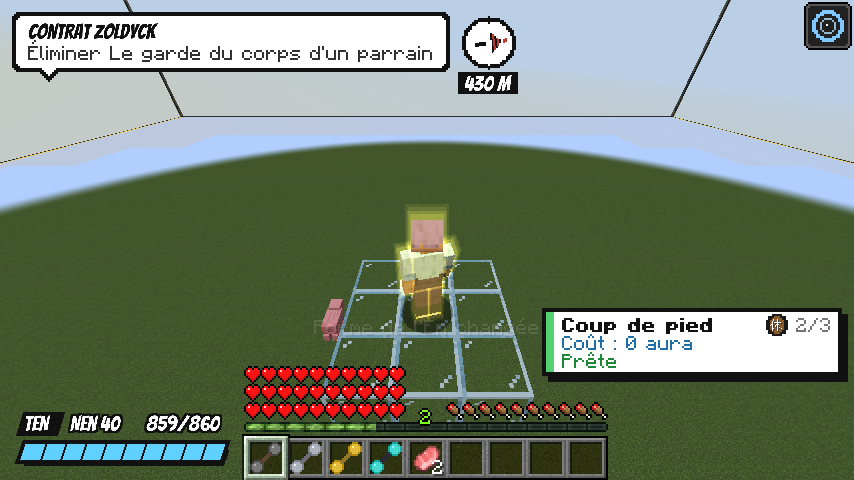 CONTRAT ZOLDYCK
Éliminer Le garde du corps d'un parrain
430 M
Coup de pied
休 2/3
Coût : 0 aura
Prête
TEN NEN 40 859/860
2
2